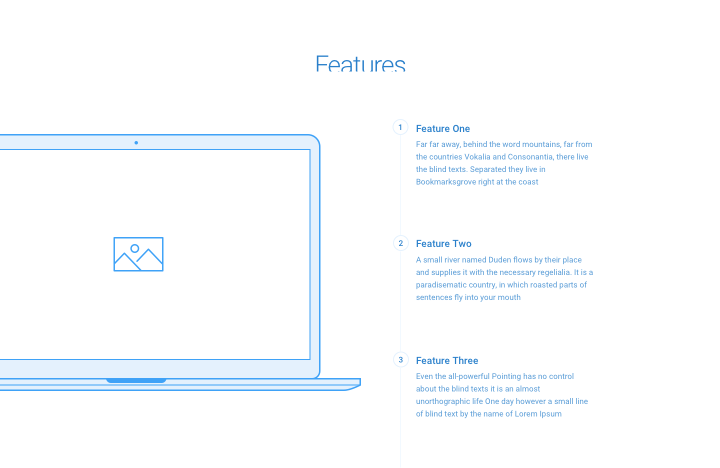 Features
1
Feature One
Far far away, behind the word mountains, far from
the countries Vokalia and Consonantia, there live
the blind texts. Separated they live in
Bookmarksgrove right at the coast
2
Feature Two
A small river named Duden flows by their place
and supplies it with the necessary regelialia. It is a
paradisematic country, in which roasted parts of
sentences fly into your mouth
3
Feature Three
Even the all-powerful Pointing has no control
about the blind texts it is an almost
unorthographic life One day however a small line
of blind text by the name of Lorem Ipsum